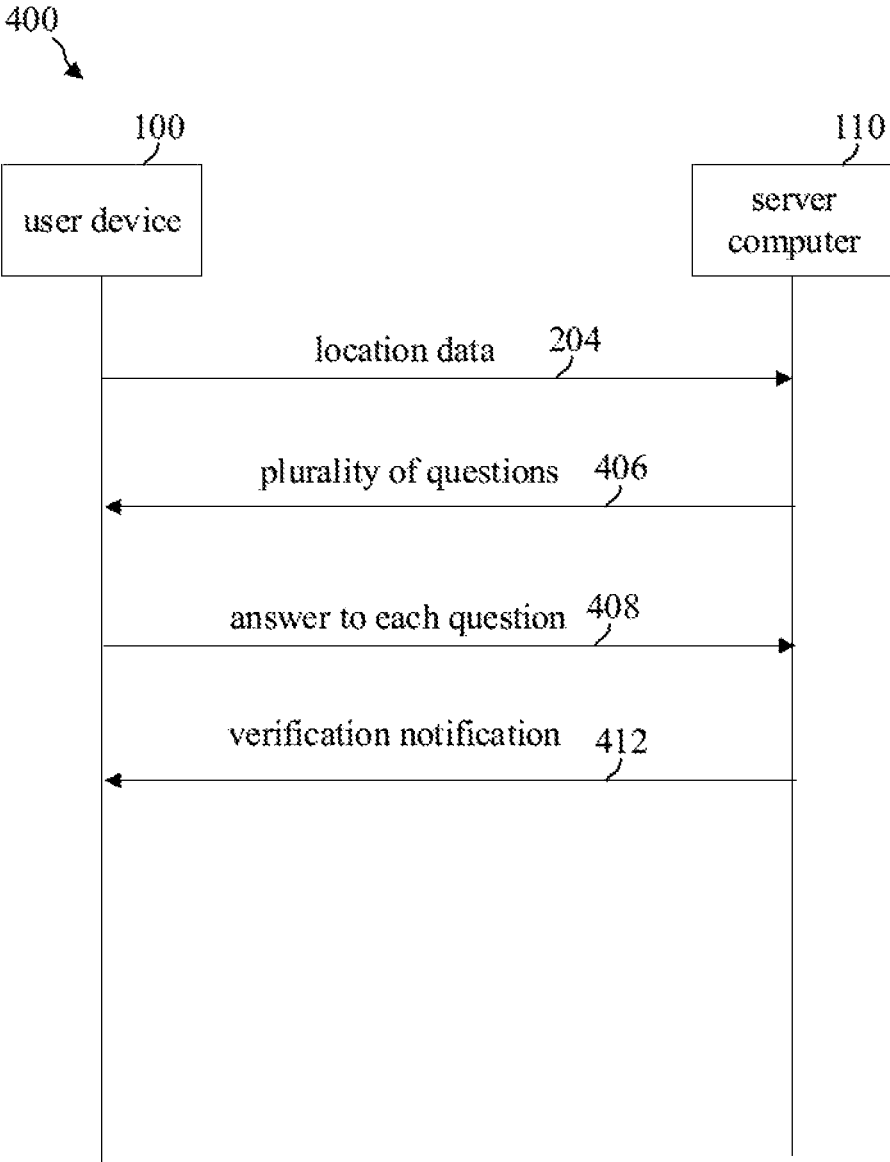 400
100
110
user device
server
computer
location data
204
plurality of questions
406
answer to each question
408
verification notification
412